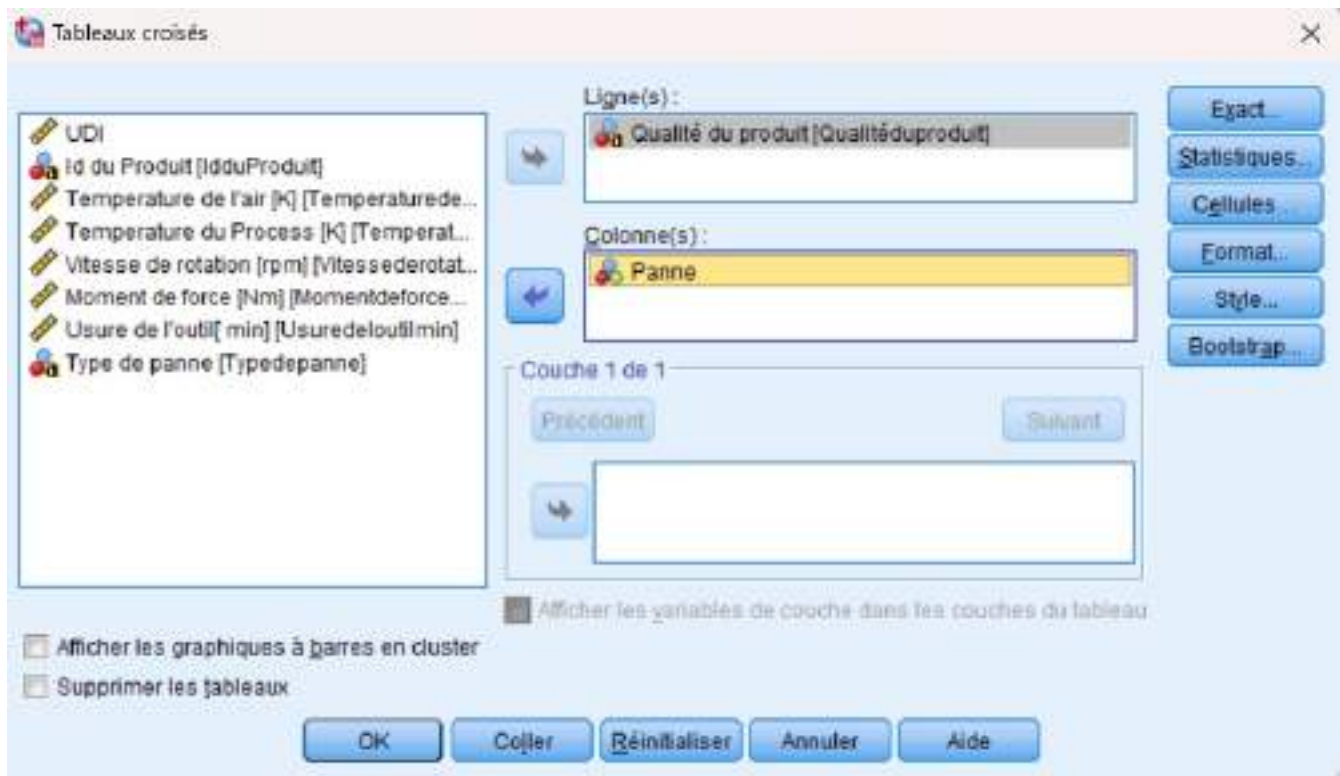 Tableaux croisés
UDI
Id du Produit [IdduProduit]
Temperature de l'air [K] [Temperaturede...
Temperature du Process [K] [Temperat...
Vitesse de rotation [rpm] [Vitessederotat...
Moment de force [Nm] [Momentdeforce...
Usure de l'outil[ min] [Usuredeloutilmin]
Type de panne [Typedepanne]
Ligne(s) :
Qualité du produit [Qualitéduproduit]
Colonne(s) :
Panne
Couche 1 de 1
Précédent
Suivant
Afficher les variables de couche dans les couches du tableau
Exact...
Statistiques...
Cellules...
Format...
Style...
Bootstrap...
Afficher les graphiques à barres en cluster
Supprimer les tableaux
OK
Coller
Réinitialiser
Annuler
Aide